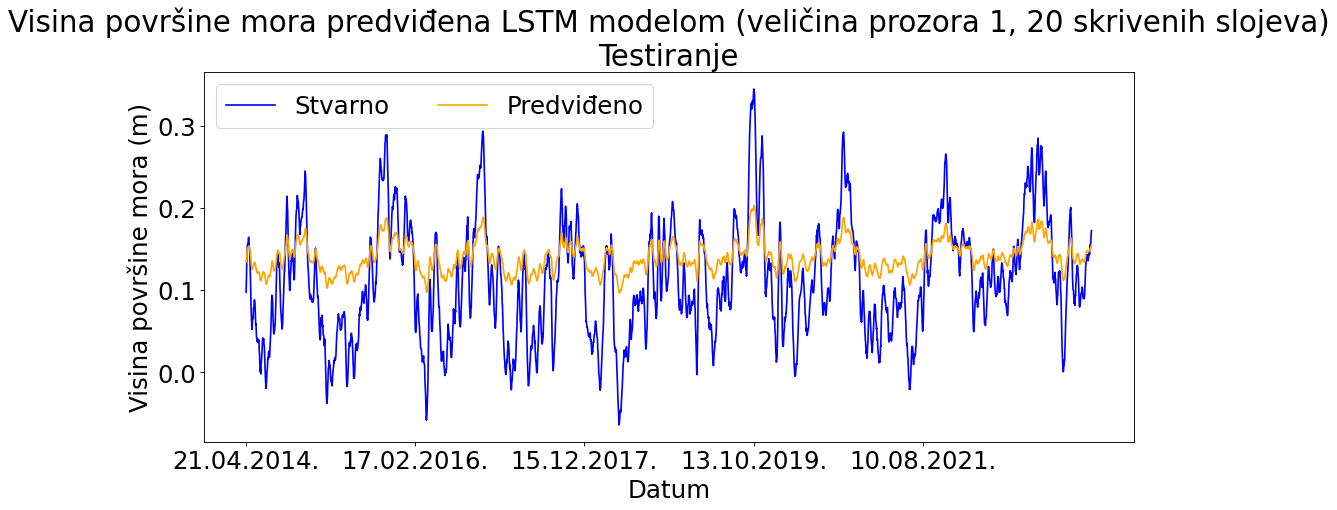 Visina površine mora predviđena LSTM modelom (veličina prozora 1, 20 skrivenih slojeva)
Testiranje
Stvarno Predviđeno
Visina površine mora (m)
0.3
0.2
0.1
0.0
21.04.2014. 17.02.2016. 15.12.2017. 13.10.2019. 10.08.2021.
Datum